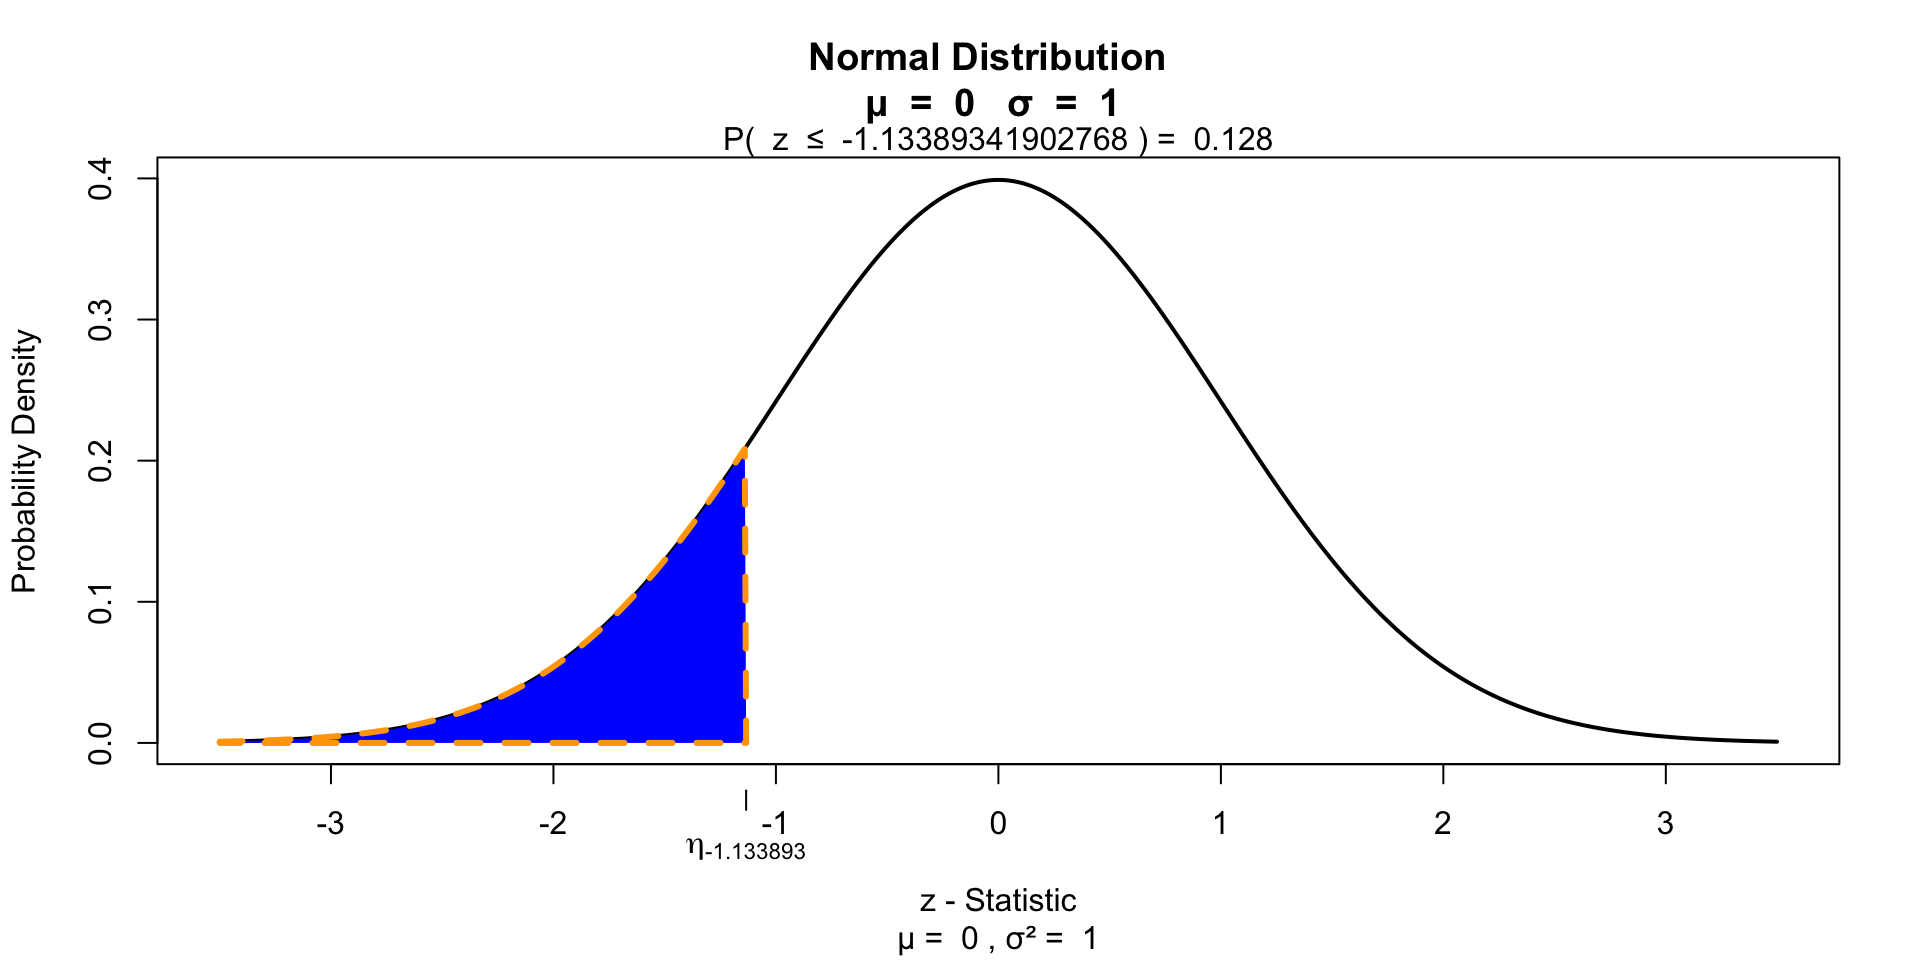 Normal Distribution
μ = 0 σ = 1
P( z ≤ -1.13389341902768 ) = 0.128
Probability Density
0.4
0.3
0.2
0.1
0.0
-3 -2 -1 0 1 2 3
η-1.133893
z - Statistic
μ = 0 , σ² = 1